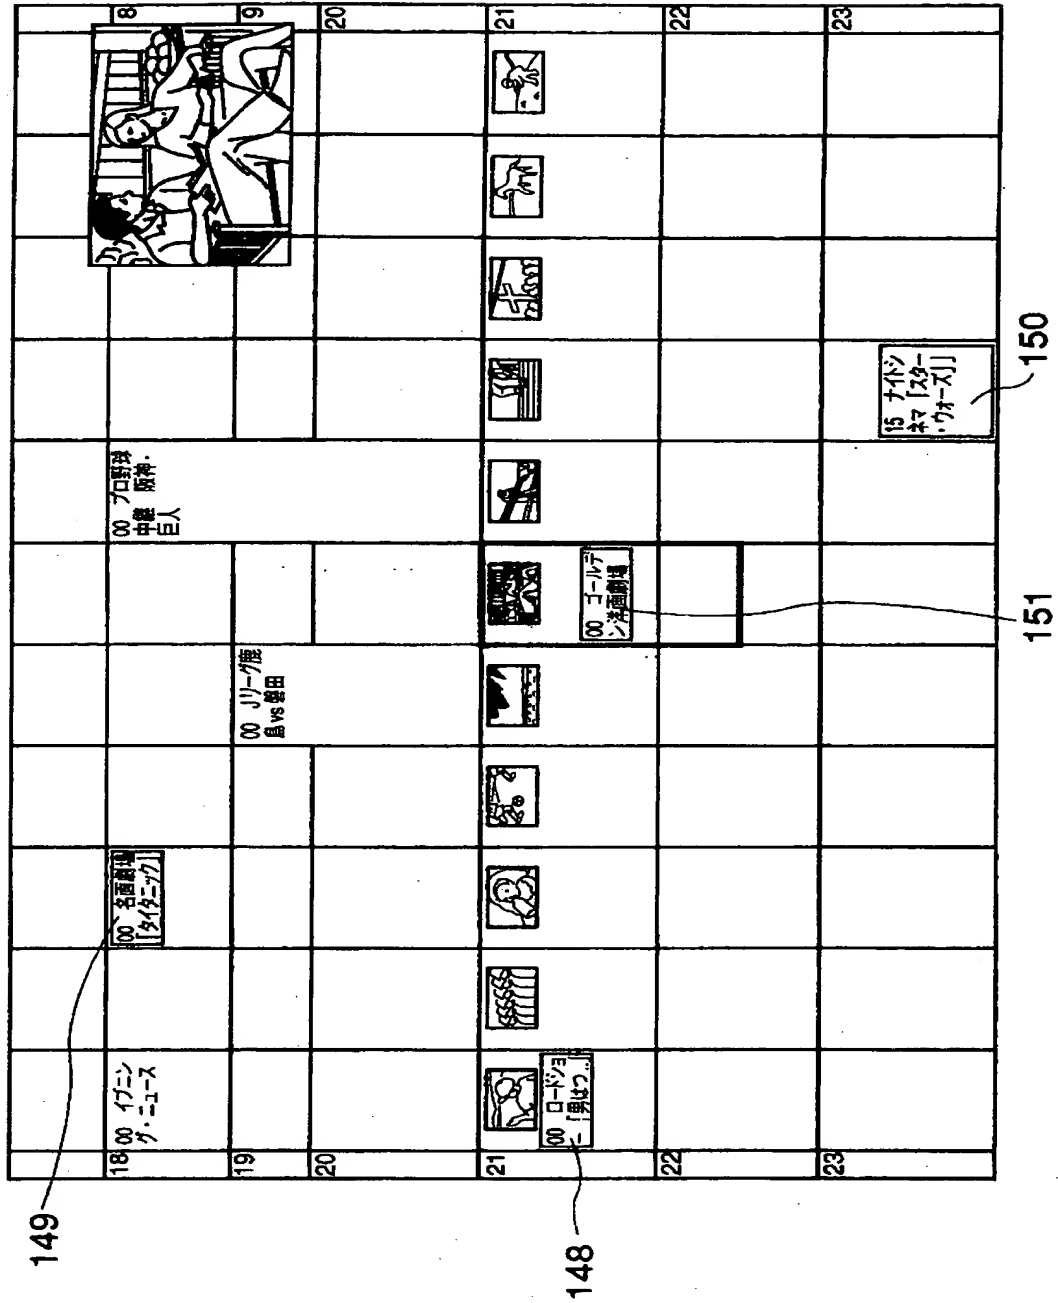 149
18
00 イブニン
グ・ニュース
00 名画劇場
「タイタニック」
00 プロ野球
中継 阪神・
巨人
8
19
00 Jリーグ鹿
島 vs 磐田
9
20
20
21
21
148
00 ロードショ
ー「男はつ…」
00 ゴールデ
ン洋画劇場
22
22
23
23
15 ナイトシ
ネマ「スター
・ウォーズ」
151
150